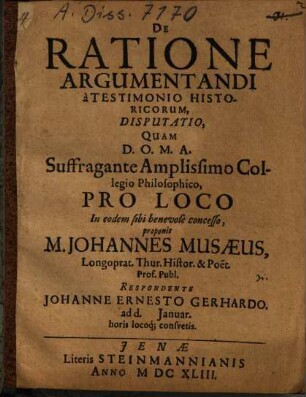 A. Diss. 7170
DE
RATIONE
ARGUMENTANDI
à TESTIMONIO HISTO-
RICORUM,
DISPUTATIO,
QUAM
D. O. M. A.
Suffragante Amplissimo Col-
legio Philosophico,
PRO LOCO
In eodem sibi benevolè concesso,
proponit
M. JOHANNES MUSÆUS,
Longoprat. Thur. Histor. & Poët.
Prof. Publ.
RESPONDENTE
JOHANNE ERNESTO GERHARDO.
ad d. Januar.
horis locoq; consvetis.
JENÆ
Literis STEINMANNIANIS
ANNO M DC XLIII.